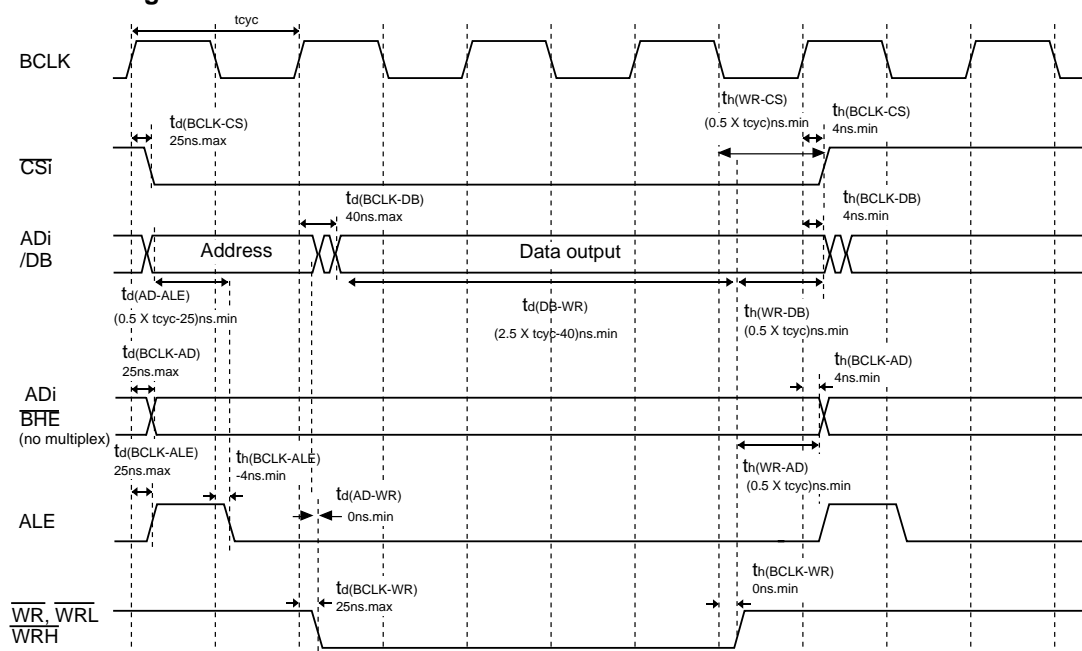 tcyc
BCLK
th(WR-CS)
(0.5 X tcyc)ns.min
th(BCLK-CS)
4ns.min
td(BCLK-CS)
25ns.max
CSi
td(BCLK-DB)
40ns.max
th(BCLK-DB)
4ns.min
ADi
/DB
Address
Data output
td(AD-ALE)
(0.5 X tcyc-25)ns.min
td(DB-WR)
(2.5 X tcyc-40)ns.min
th(WR-DB)
(0.5 X tcyc)ns.min
td(BCLK-AD)
25ns.max
th(BCLK-AD)
4ns.min
ADi
BHE
(no multiplex)
td(BCLK-ALE)
25ns.max
th(BCLK-ALE)
-4ns.min
th(WR-AD)
(0.5 X tcyc)ns.min
td(AD-WR)
0ns.min
ALE
td(BCLK-WR)
25ns.max
th(BCLK-WR)
0ns.min
WR, WRL
WRH